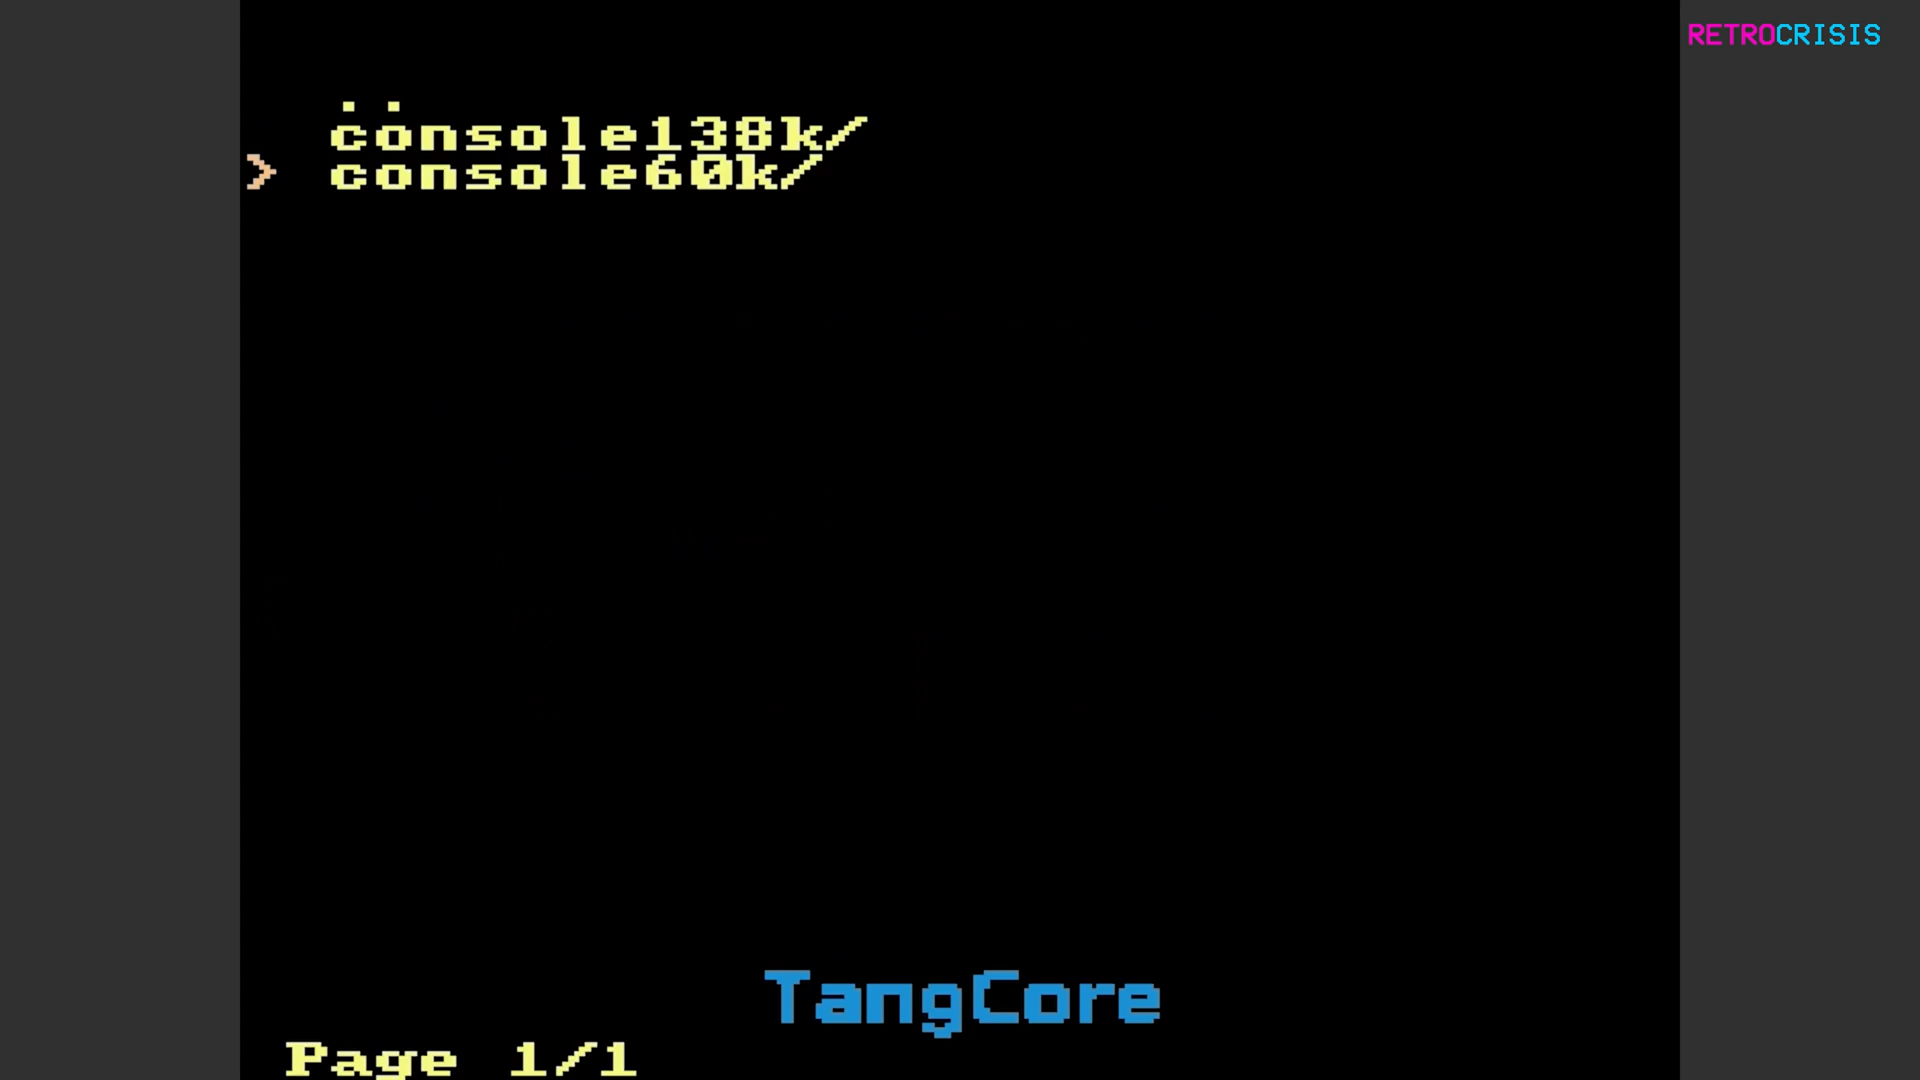 RETROCRISIS
..
console138k/
> console60k/
TangCore
Page 1/1